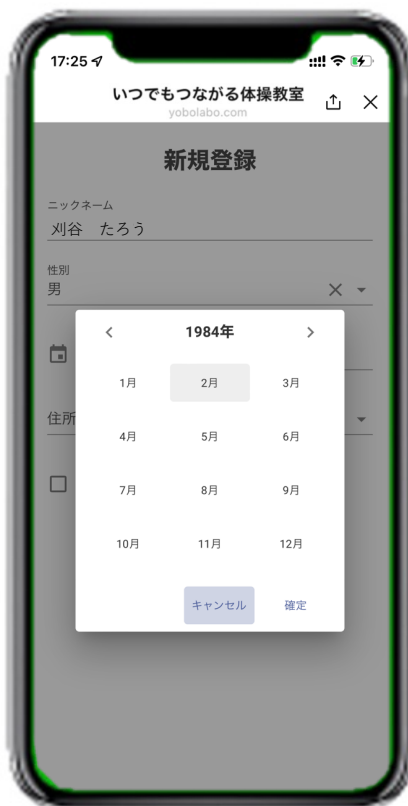 17:25
いつでもつながる体操教室
yobolabo.com
新規登録
ニックネーム
刈谷　たろう
性別
男
1984年
1月 2月 3月
住所
4月 5月 6月
7月 8月 9月
10月 11月 12月
キャンセル 確定